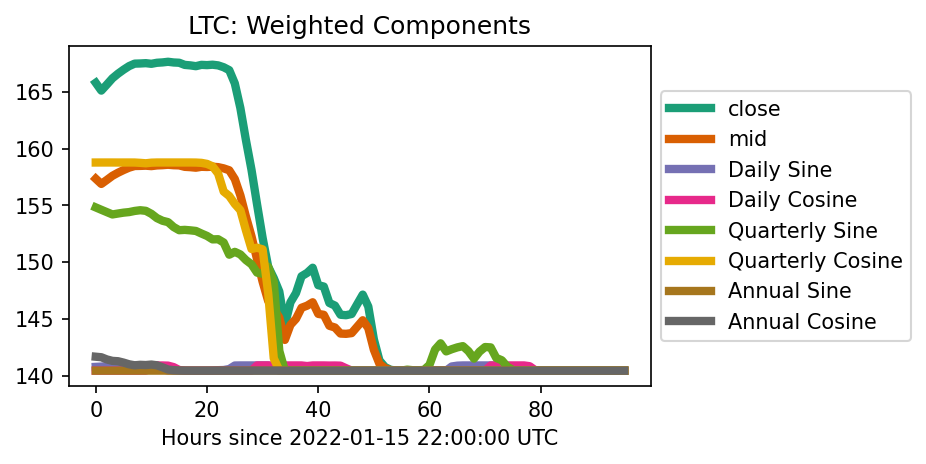 LTC: Weighted Components
165
160
155
150
145
140
0 20 40 60 80
Hours since 2022-01-15 22:00:00 UTC
close
mid
Daily Sine
Daily Cosine
Quarterly Sine
Quarterly Cosine
Annual Sine
Annual Cosine